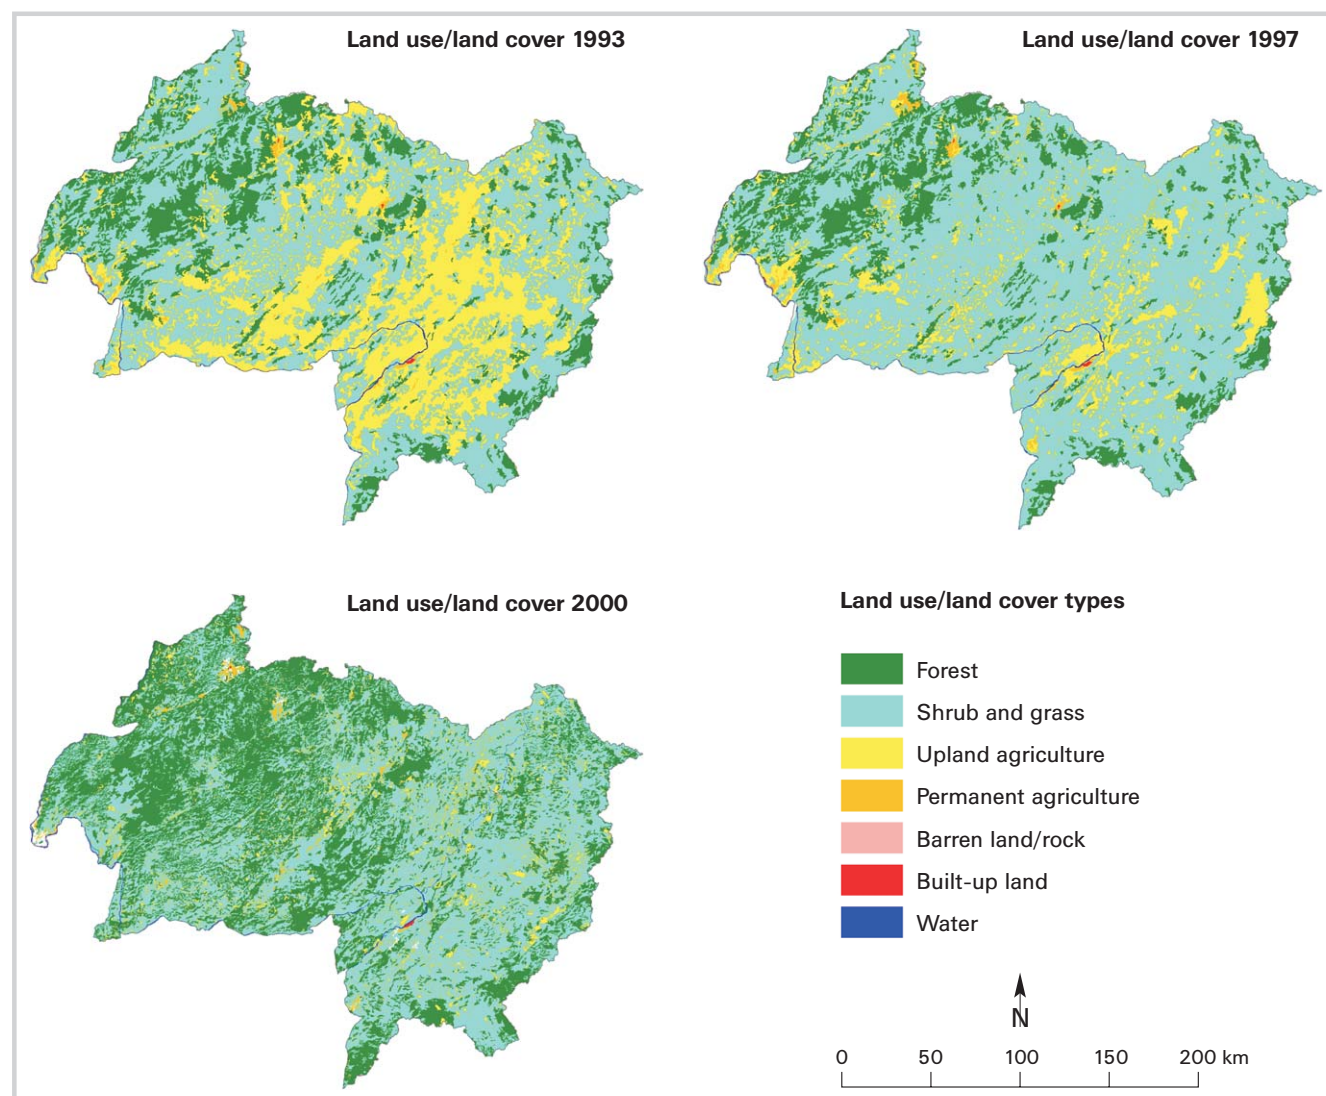 Land use/land cover 1993
Land use/land cover 1997
Land use/land cover 2000
Land use/land cover types
Forest
Shrub and grass
Upland agriculture
Permanent agriculture
Barren land/rock
Built-up land
Water
N
0 50 100 150 200 km